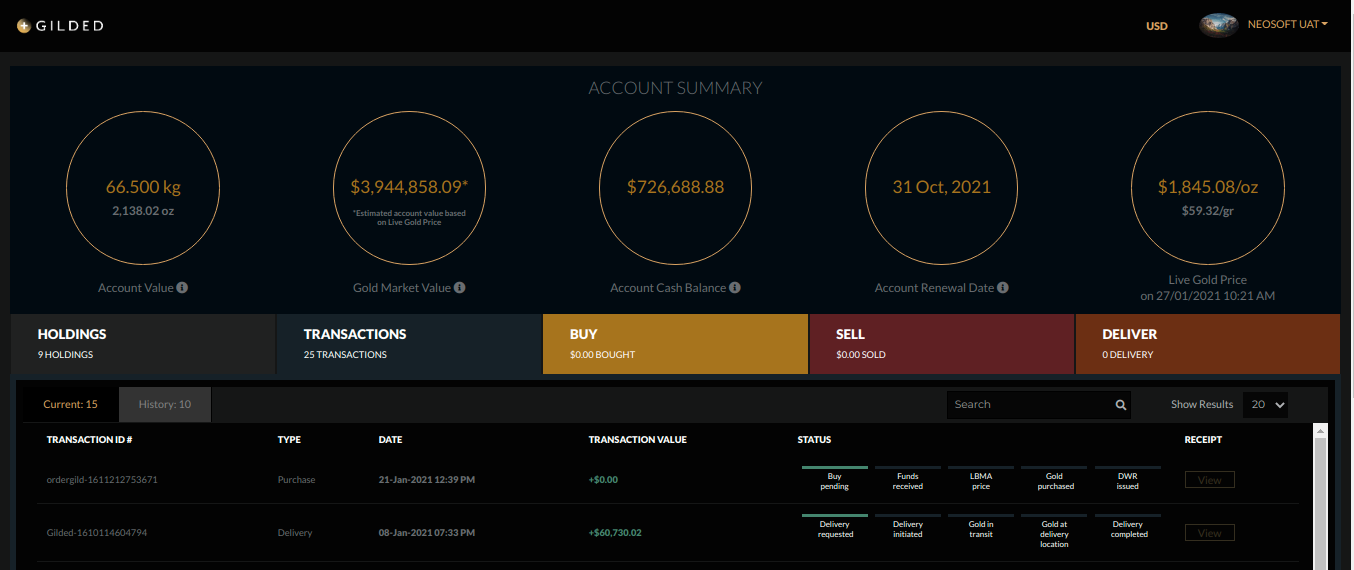 GILDED
USD
NEOSOFT UAT
ACCOUNT SUMMARY
66.500 kg
2,138.02 oz
Account Value
$3,944,858.09*
*Estimated account value based
on Live Gold Price
Gold Market Value
$726,688.88
Account Cash Balance
31 Oct, 2021
Account Renewal Date
$1,845.08/oz
$59.32/gr
Live Gold Price
on 27/01/2021 10:21 AM
HOLDINGS
9 HOLDINGS
TRANSACTIONS
25 TRANSACTIONS
BUY
$0.00 BOUGHT
SELL
$0.00 SOLD
DELIVER
0 DELIVERY
Current: 15
History: 10
Search
Show Results
20
TRANSACTION ID # TYPE DATE TRANSACTION VALUE STATUS RECEIPT
ordergild-1611212753671 Purchase 21-Jan-2021 12:39 PM +$0.00
Buy
pending
Funds
received
LBMA
price
Gold
purchased
DWR
issued
View
Gilded-1610114604794 Delivery 08-Jan-2021 07:33 PM +$60,730.02
Delivery
requested
Delivery
initiated
Gold in
transit
Gold at
delivery
location
Delivery
completed
View